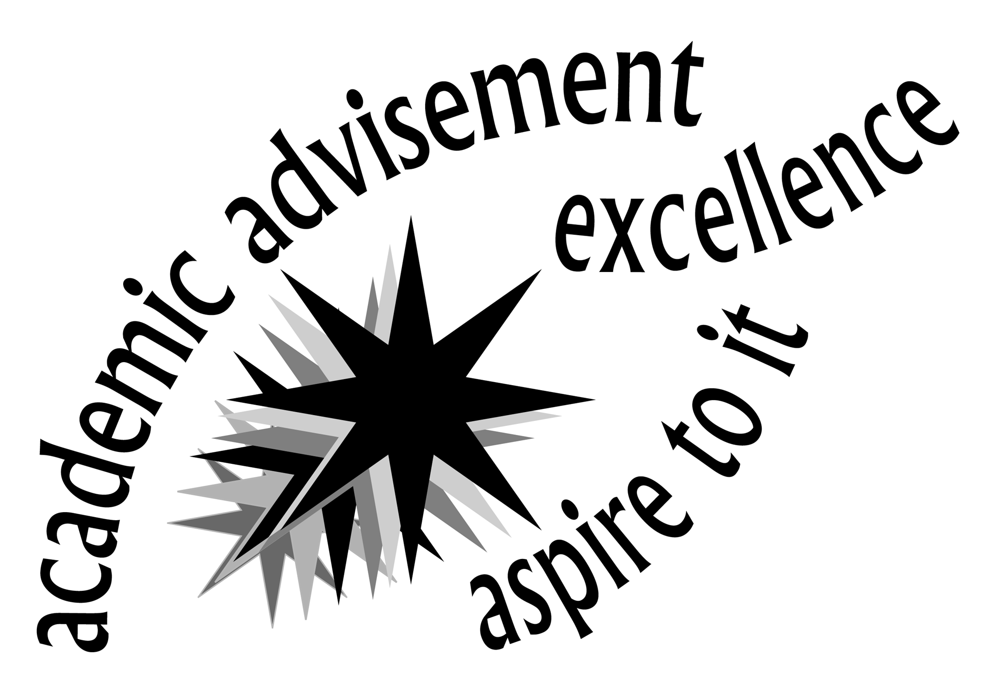 academic advisement
excellence
aspire to it